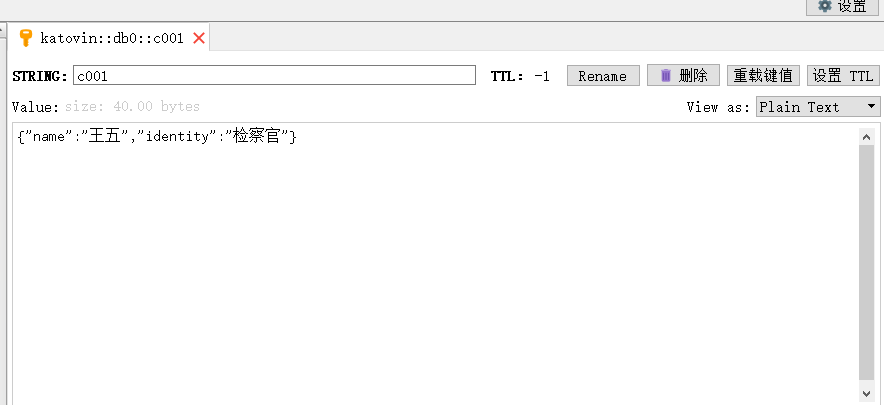 设置
katovin::db0::c001
STRING: c001 TTL: -1 Rename 删除 重载键值 设置 TTL
Value: size: 40.00 bytes View as: Plain Text
{"name":"王五","identity":"检察官"}